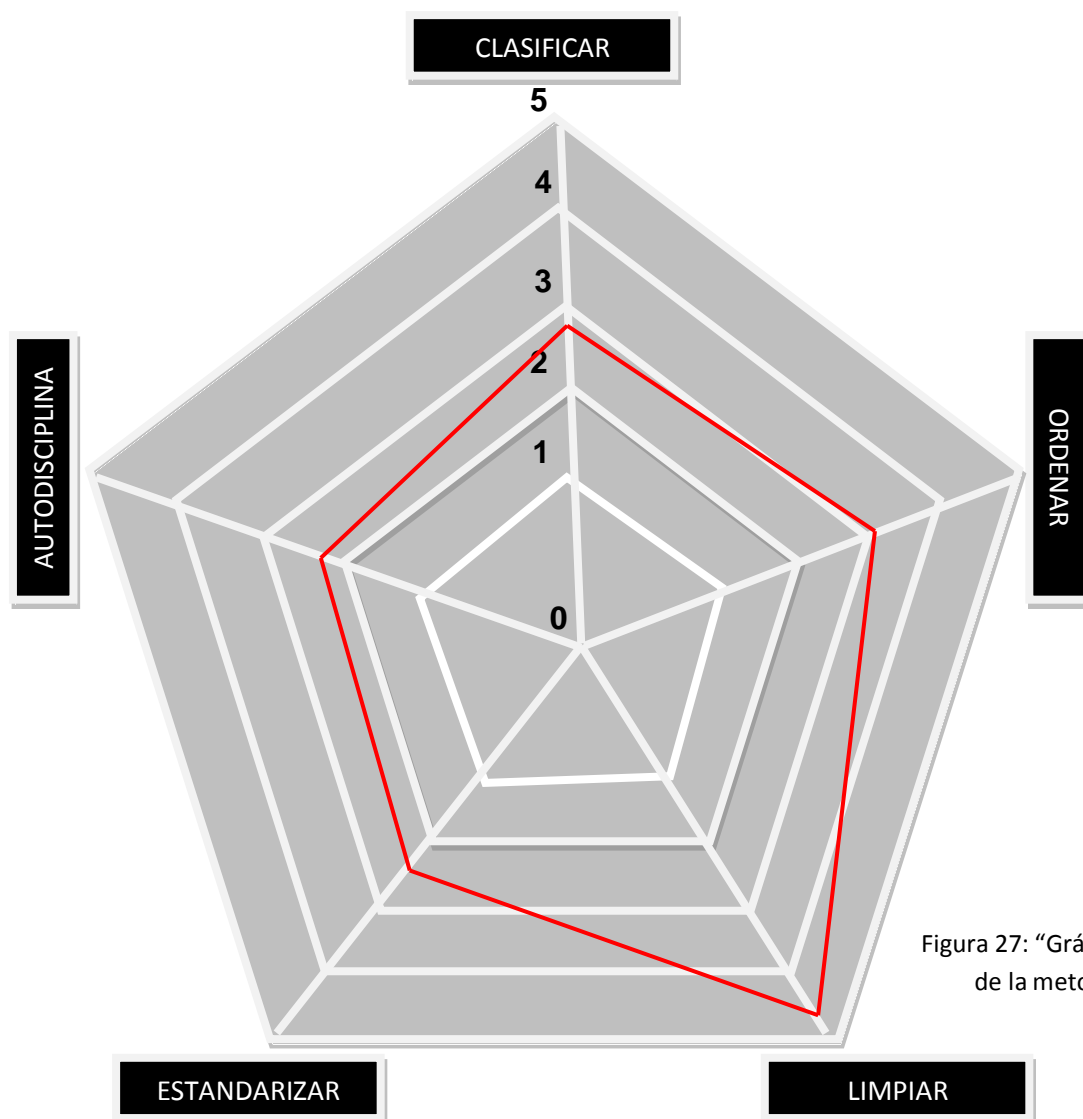 CLASIFICAR
5
4
3
2
1
0
AUTODISCIPLINA
ORDENAR
Figura 27: “Grá
de la meto
ESTANDARIZAR
LIMPIAR